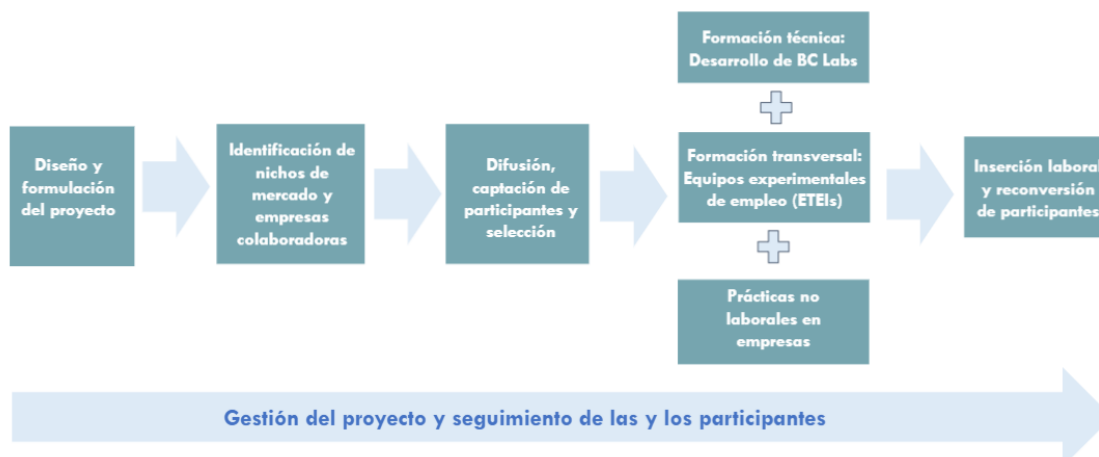 Diseño y
formulación
del proyecto
Identificación de
nichos de
mercado y
empresas
colaboradoras
Difusión,
captación de
participantes y
selección
Formación técnica:
Desarrollo de BC Labs
Formación transversal:
Equipos experimentales
de empleo (ETEIs)
Prácticas no
laborales en
empresas
Inserción laboral
y reconversión
de participantes
Gestión del proyecto y seguimiento de las y los participantes